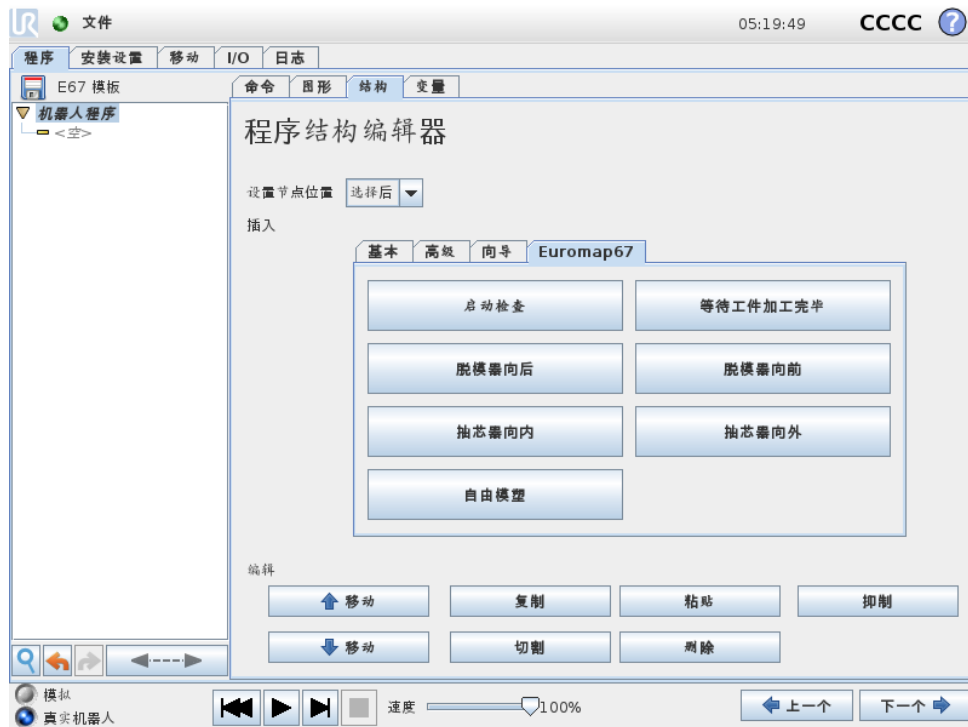 UR 文件 05:19:49 CCCC ?
程序 安装设置 移动 I/O 日志
E67 模板 命令 图形 结构 变量
机器人程序
<空>
程序结构编辑器
设置节点位置 选择后
插入
基本 高级 向导 Euromap67
启动检查 等待工件加工完毕
脱模器向后 脱模器向前
抽芯器向内 抽芯器向外
自由模塑
编辑
移动 复制 粘贴 抑制
移动 切割 删除
模拟
真实机器人
速度 100% 上一个 下一个